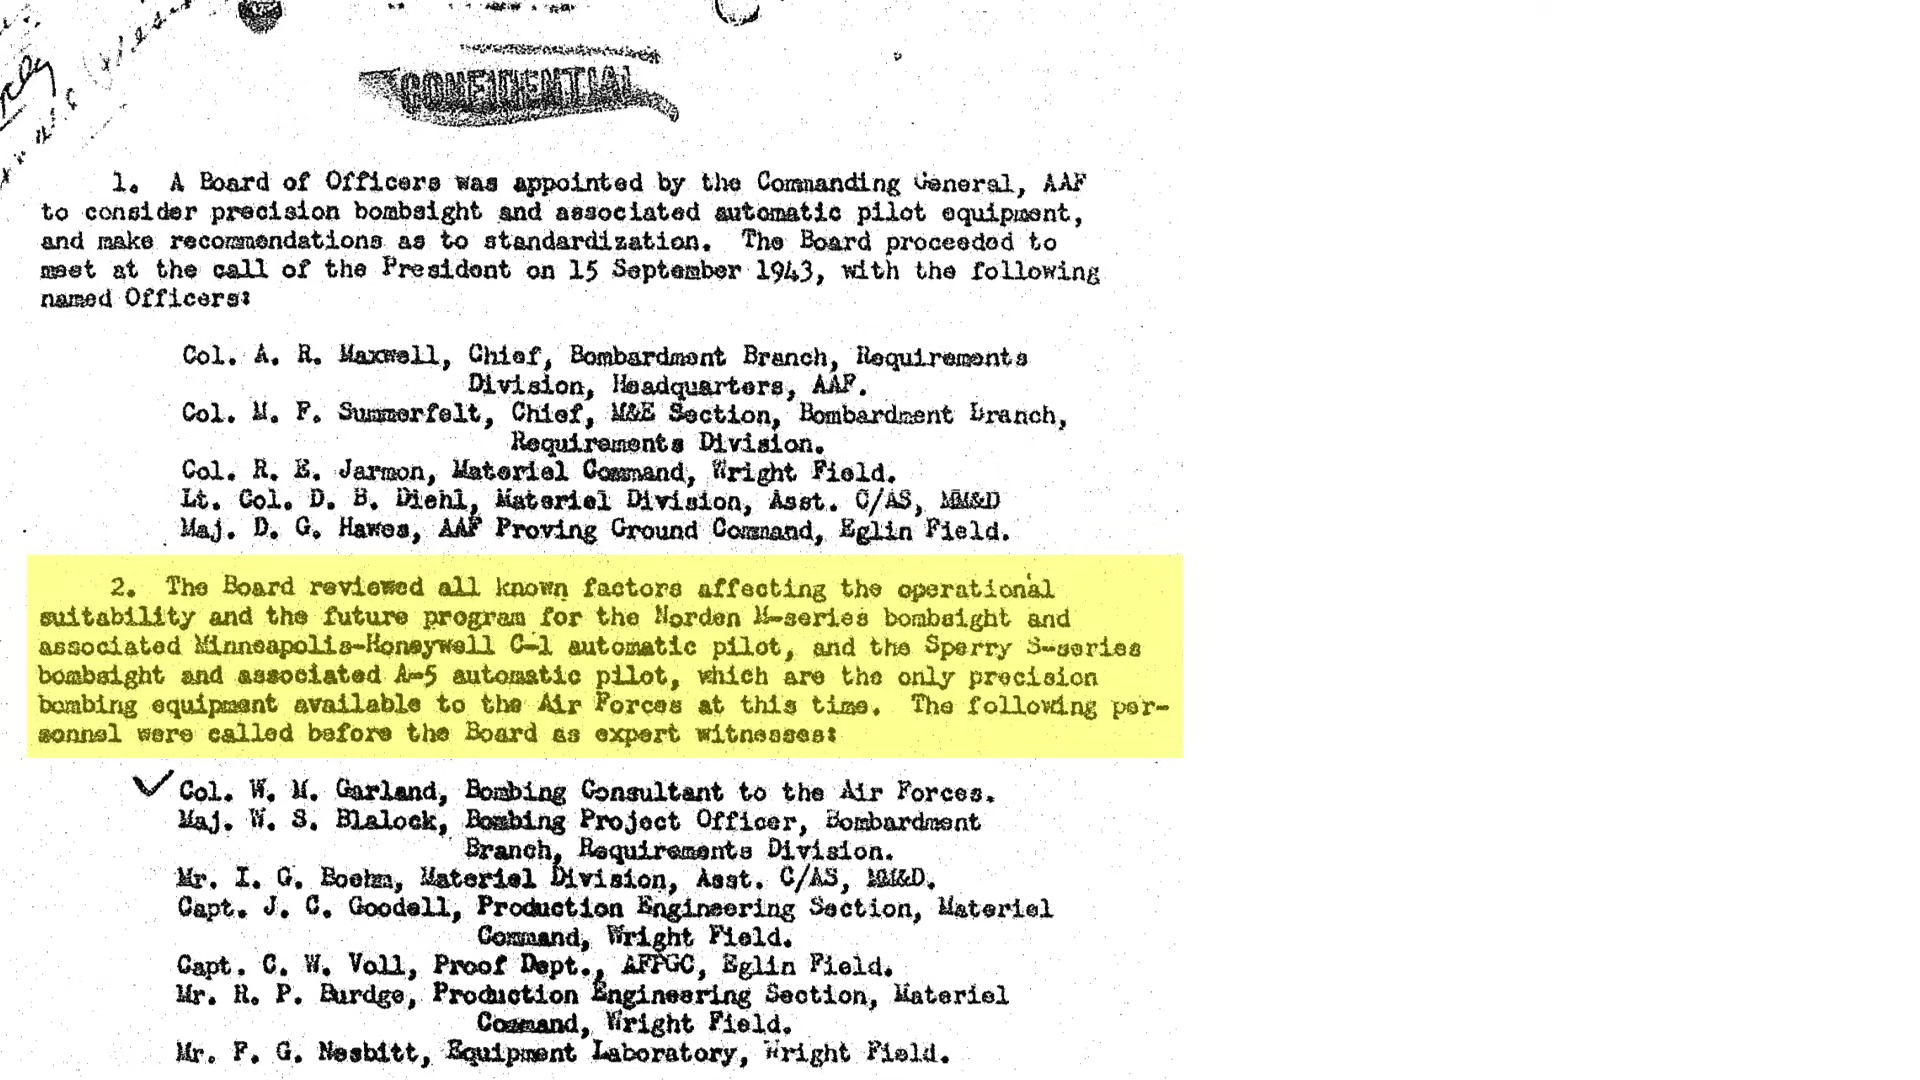 CONFIDENTIAL
1. A Board of Officers was appointed by the Commanding General, AAF
to consider precision bombsight and associated automatic pilot equipment,
and make recommendations as to standardization. The Board proceeded to
meet at the call of the President on 15 September 1943, with the following
named Officers:
Col. A. R. Maxwell, Chief, Bombardment Branch, Requirements
Division, Headquarters, AAF.
Col. M. F. Summerfelt, Chief, M&E Section, Bombardment Branch,
Requirements Division.
Col. R. E. Jarmon, Materiel Command, Wright Field.
Lt. Col. D. B. Diehl, Materiel Division, Asst. C/AS, MM&D
Maj. D. G. Hawes, AAF Proving Ground Command, Eglin Field.
2. The Board reviewed all known factors affecting the operational
suitability and the future program for the Norden M-series bombsight and
associated Minneapolis-Honeywell C-1 automatic pilot, and the Sperry S-series
bombsight and associated A-5 automatic pilot, which are the only precision
bombing equipment available to the Air Forces at this time. The following per-
sonnel were called before the Board as expert witnesses:
Col. W. M. Garland, Bombing Consultant to the Air Forces.
Maj. W. S. Blalock, Bombing Project Officer, Bombardment
Branch, Requirements Division.
Mr. I. G. Boehm, Materiel Division, Asst. C/AS, MM&D.
Capt. J. C. Goodell, Production Engineering Section, Materiel
Command, Wright Field.
Capt. C. W. Voll, Proof Dept., AFPGC, Eglin Field.
Mr. R. P. Burdge, Production Engineering Section, Materiel
Command, Wright Field.
Mr. F. G. Nesbitt, Equipment Laboratory, Wright Field.